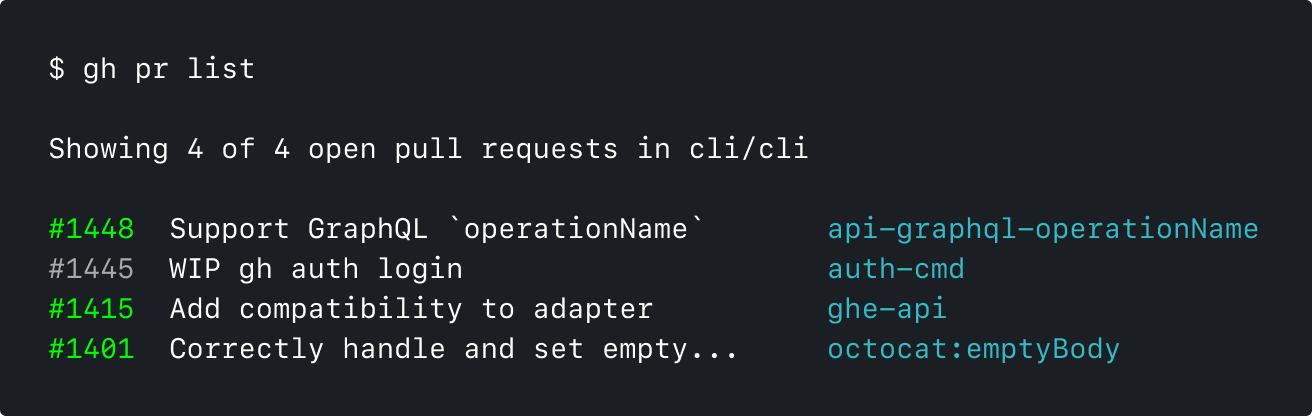 $ gh pr list
Showing 4 of 4 open pull requests in cli/cli
#1448 Support GraphQL `operationName` api-graphql-operationName
#1445 WIP gh auth login auth-cmd
#1415 Add compatibility to adapter ghe-api
#1401 Correctly handle and set empty... octocat:emptyBody